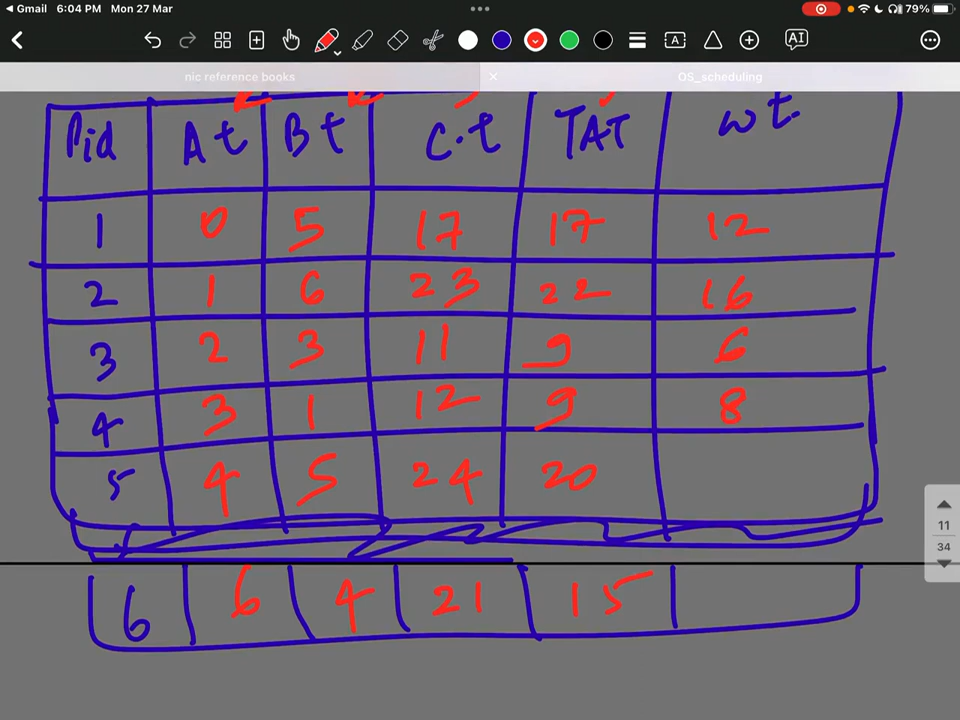 Gmail 6:04 PM Mon 27 Mar 79%
A AI
nic reference books OS_scheduling
Pid At Bt C.t TAT wt.
1 0 5 17 17 12
2 1 6 23 22 16
3 2 3 11 9 6
4 3 1 12 9 8
5 4 5 24 20
6 6 4 21 15
11
34